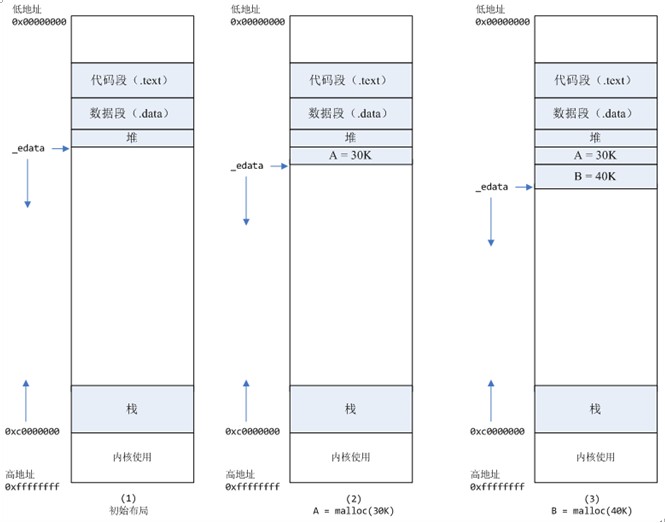 低地址
0x00000000
代码段（.text）
数据段（.data）
堆
_edata
栈
0xc0000000
内核使用
高地址
0xffffffff
(1)
初始布局
低地址
0x00000000
代码段（.text）
数据段（.data）
堆
A = 30K
_edata
栈
0xc0000000
内核使用
高地址
0xffffffff
(2)
A = malloc(30K)
低地址
0x00000000
代码段（.text）
数据段（.data）
堆
A = 30K
B = 40K
_edata
栈
0xc0000000
内核使用
高地址
0xffffffff
(3)
B = malloc(40K)